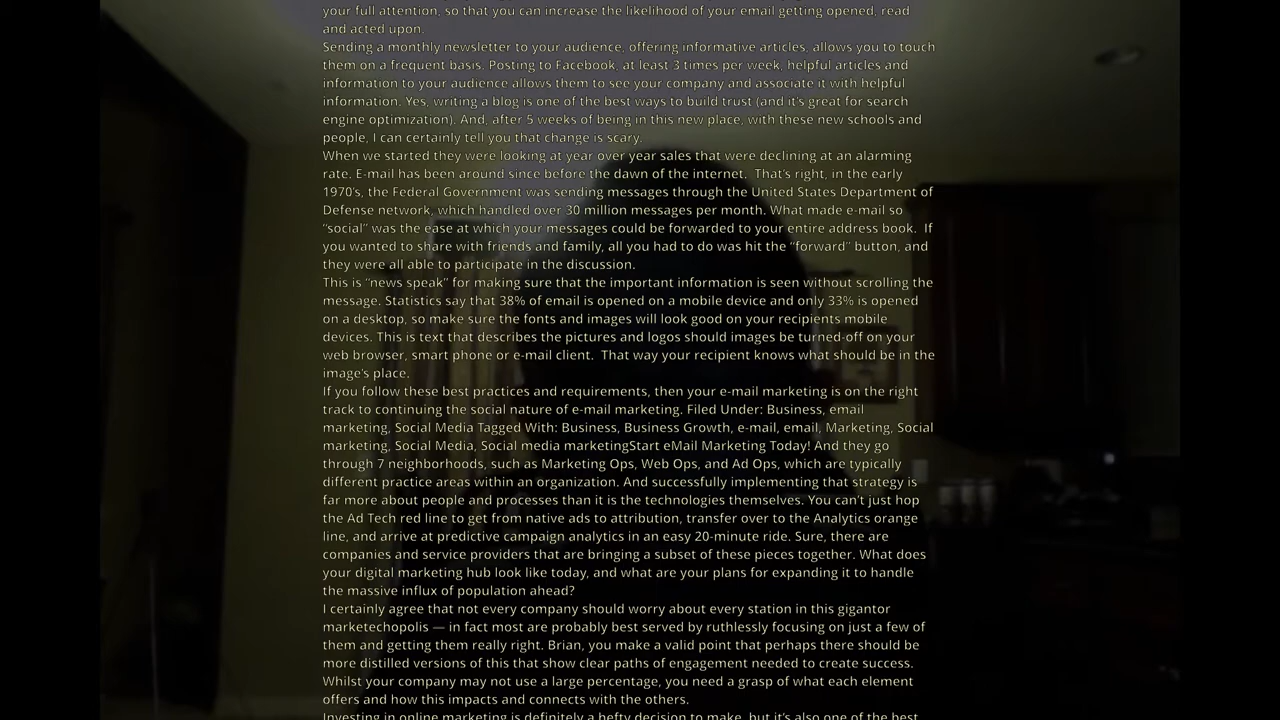 your full attention, so that you can increase the likelihood of your email getting opened, read
and acted upon.
Sending a monthly newsletter to your audience, offering informative articles, allows you to touch
them on a frequent basis. Posting to Facebook, at least 3 times per week, helpful articles and
information to your audience allows them to see your company and associate it with helpful
information. Yes, writing a blog is one of the best ways to build trust (and it's great for search
engine optimization). And, after 5 weeks of being in this new place, with these new schools and
people, I can certainly tell you that change is scary.
When we started they were looking at year over year sales that were declining at an alarming
rate. E-mail has been around since before the dawn of the internet.  That's right, in the early
1970's, the Federal Government was sending messages through the United States Department of
Defense network, which handled over 30 million messages per month. What made e-mail so
“social” was the ease at which your messages could be forwarded to your entire address book.  If
you wanted to share with friends and family, all you had to do was hit the “forward” button, and
they were all able to participate in the discussion.
This is “news speak” for making sure that the important information is seen without scrolling the
message. Statistics say that 38% of email is opened on a mobile device and only 33% is opened
on a desktop, so make sure the fonts and images will look good on your recipients mobile
devices. This is text that describes the pictures and logos should images be turned-off on your
web browser, smart phone or e-mail client.  That way your recipient knows what should be in the
image's place.
If you follow these best practices and requirements, then your e-mail marketing is on the right
track to continuing the social nature of e-mail marketing. Filed Under: Business, email
marketing, Social Media Tagged With: Business, Business Growth, e-mail, email, Marketing, Social
marketing, Social Media, Social media marketingStart eMail Marketing Today! And they go
through 7 neighborhoods, such as Marketing Ops, Web Ops, and Ad Ops, which are typically
different practice areas within an organization. And successfully implementing that strategy is
far more about people and processes than it is the technologies themselves. You can't just hop
the Ad Tech red line to get from native ads to attribution, transfer over to the Analytics orange
line, and arrive at predictive campaign analytics in an easy 20-minute ride. Sure, there are
companies and service providers that are bringing a subset of these pieces together. What does
your digital marketing hub look like today, and what are your plans for expanding it to handle
the massive influx of population ahead?
I certainly agree that not every company should worry about every station in this gigantor
marketechopolis — in fact most are probably best served by ruthlessly focusing on just a few of
them and getting them really right. Brian, you make a valid point that perhaps there should be
more distilled versions of this that show clear paths of engagement needed to create success.
Whilst your company may not use a large percentage, you need a grasp of what each element
offers and how this impacts and connects with the others.
Investing in online marketing is definitely a hefty decision to make, but it's also one of the best